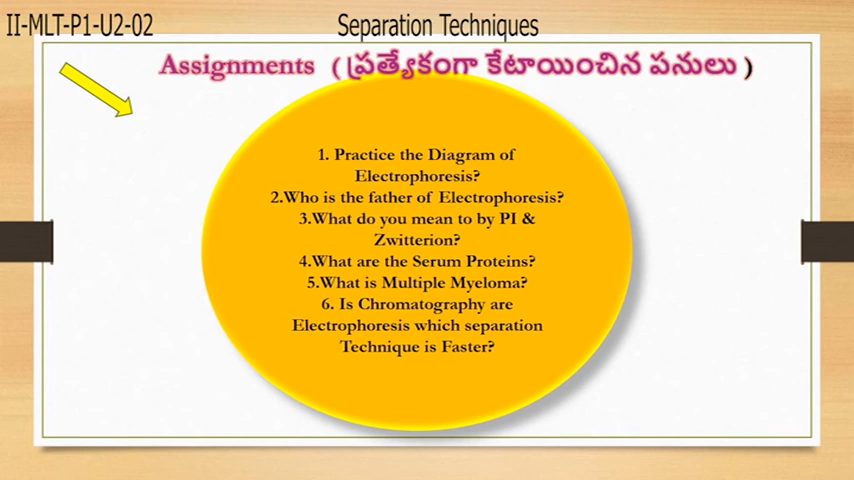 II-MLT-P1-U2-02
Separation Techniques
Assignments ( ప్రత్యేకంగా కేటాయించిన పనులు )
1. Practice the Diagram of
Electrophoresis?
2.Who is the father of Electrophoresis?
3.What do you mean to by PI &
Zwitterion?
4.What are the Serum Proteins?
5.What is Multiple Myeloma?
6. Is Chromatography are
Electrophoresis which separation
Technique is Faster?